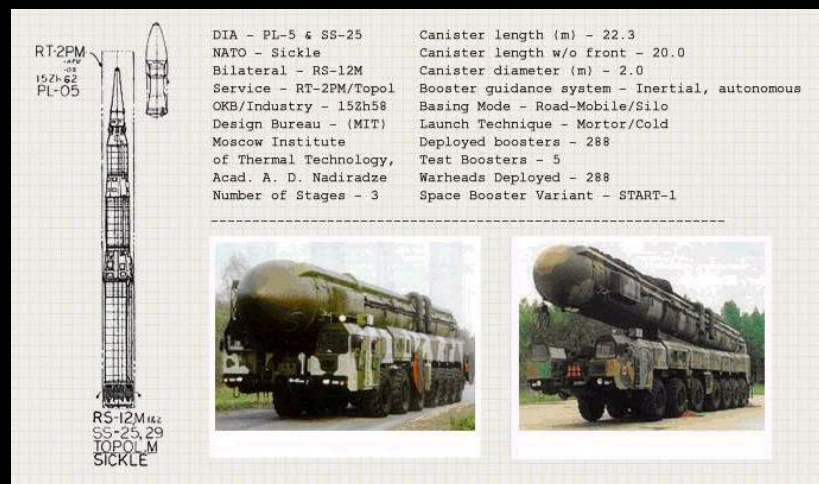 RT-2PM
15Zh62
PL-05
RS-12M 1&2
SS-25, 29
TOPOL, M
SICKLE
DIA - PL-5 & SS-25
NATO - Sickle
Bilateral - RS-12M
Service - RT-2PM/Topol
OKB/Industry - 15Zh58
Design Bureau - (MIT)
Moscow Institute
of Thermal Technology,
Acad. A. D. Nadiradze
Number of Stages - 3
Canister length (m) - 22.3
Canister length w/o front - 20.0
Canister diameter (m) - 2.0
Booster guidance system - Inertial, autonomous
Basing Mode - Road-Mobile/Silo
Launch Technique - Mortor/Cold
Deployed boosters - 288
Test Boosters - 5
Warheads Deployed - 288
Space Booster Variant - START-1